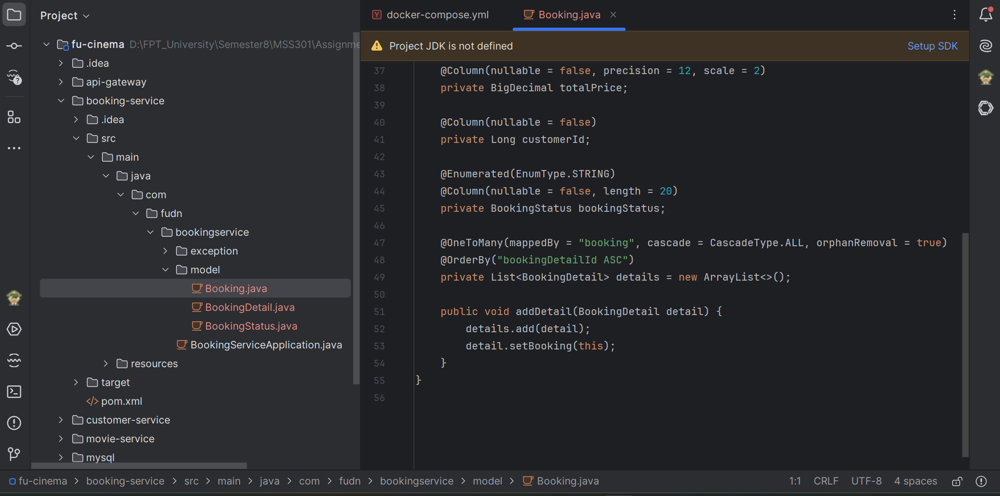 Project
docker-compose.yml
Booking.java
fu-cinema D:\FPT_University\Semester8\MSS301\Assignme
.idea
api-gateway
booking-service
.idea
src
main
java
com
fudn
bookingservice
exception
model
Booking.java
BookingDetail.java
BookingStatus.java
BookingServiceApplication.java
resources
target
pom.xml
customer-service
movie-service
mysql
Project JDK is not defined
Setup SDK
37 @Column(nullable = false, precision = 12, scale = 2)
38 private BigDecimal totalPrice;
39
40 @Column(nullable = false)
41 private Long customerId;
42
43 @Enumerated(EnumType.STRING)
44 @Column(nullable = false, length = 20)
45 private BookingStatus bookingStatus;
46
47 @OneToMany(mappedBy = "booking", cascade = CascadeType.ALL, orphanRemoval = true)
48 @OrderBy("bookingDetailId ASC")
49 private List<BookingDetail> details = new ArrayList<>();
50
51 public void addDetail(BookingDetail detail) {
52 details.add(detail);
53 detail.setBooking(this);
54 }
55 }
56
fu-cinema > booking-service > src > main > java > com > fudn > bookingservice > model > Booking.java
1:1 CRLF UTF-8 4 spaces